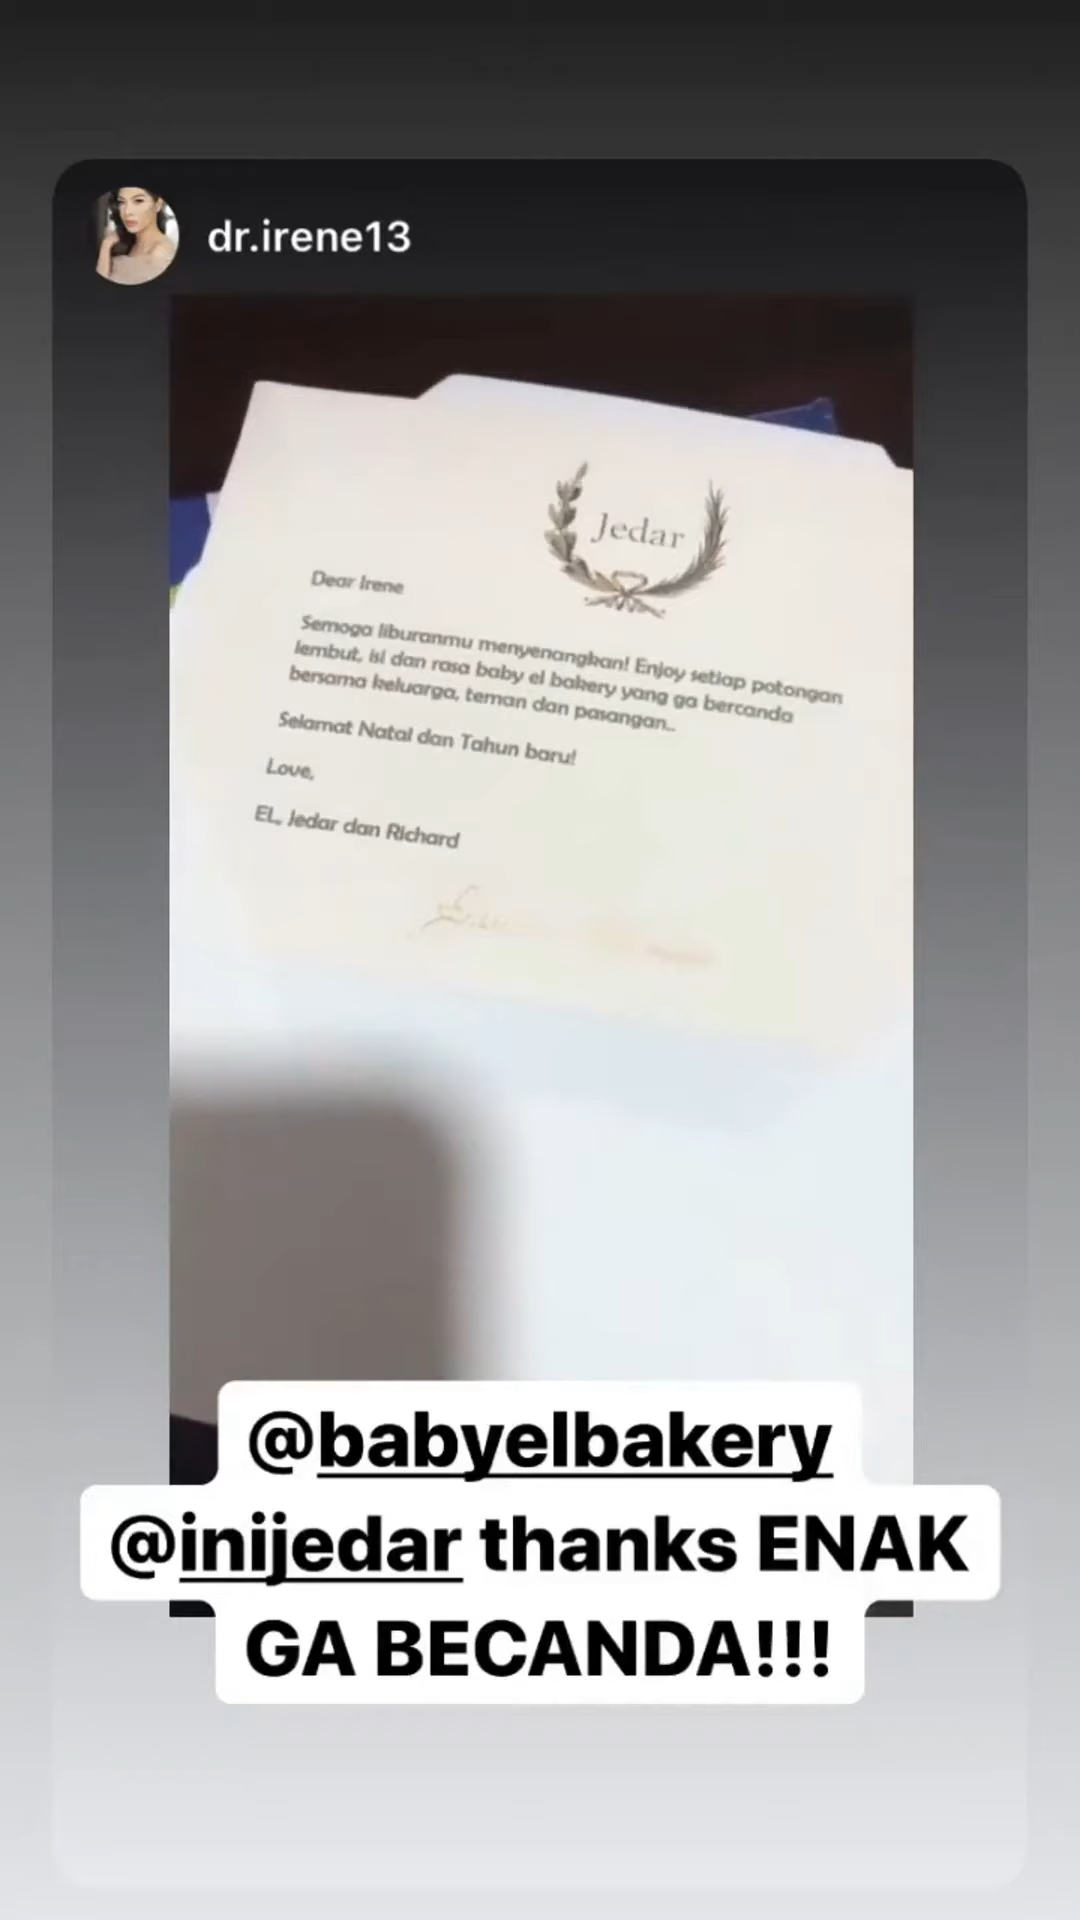 dr.irene13
Jedar
Dear Irene
Semoga liburanmu menyenangkan! Enjoy setiap potongan
lembut, isi dan rasa baby el bakery yang ga bercanda
bersama keluarga, teman dan pasangan..
Selamat Natal dan Tahun baru!
Love,
EL, Jedar dan Richard
@babyelbakery
@inijedar thanks ENAK
GA BECANDA!!!